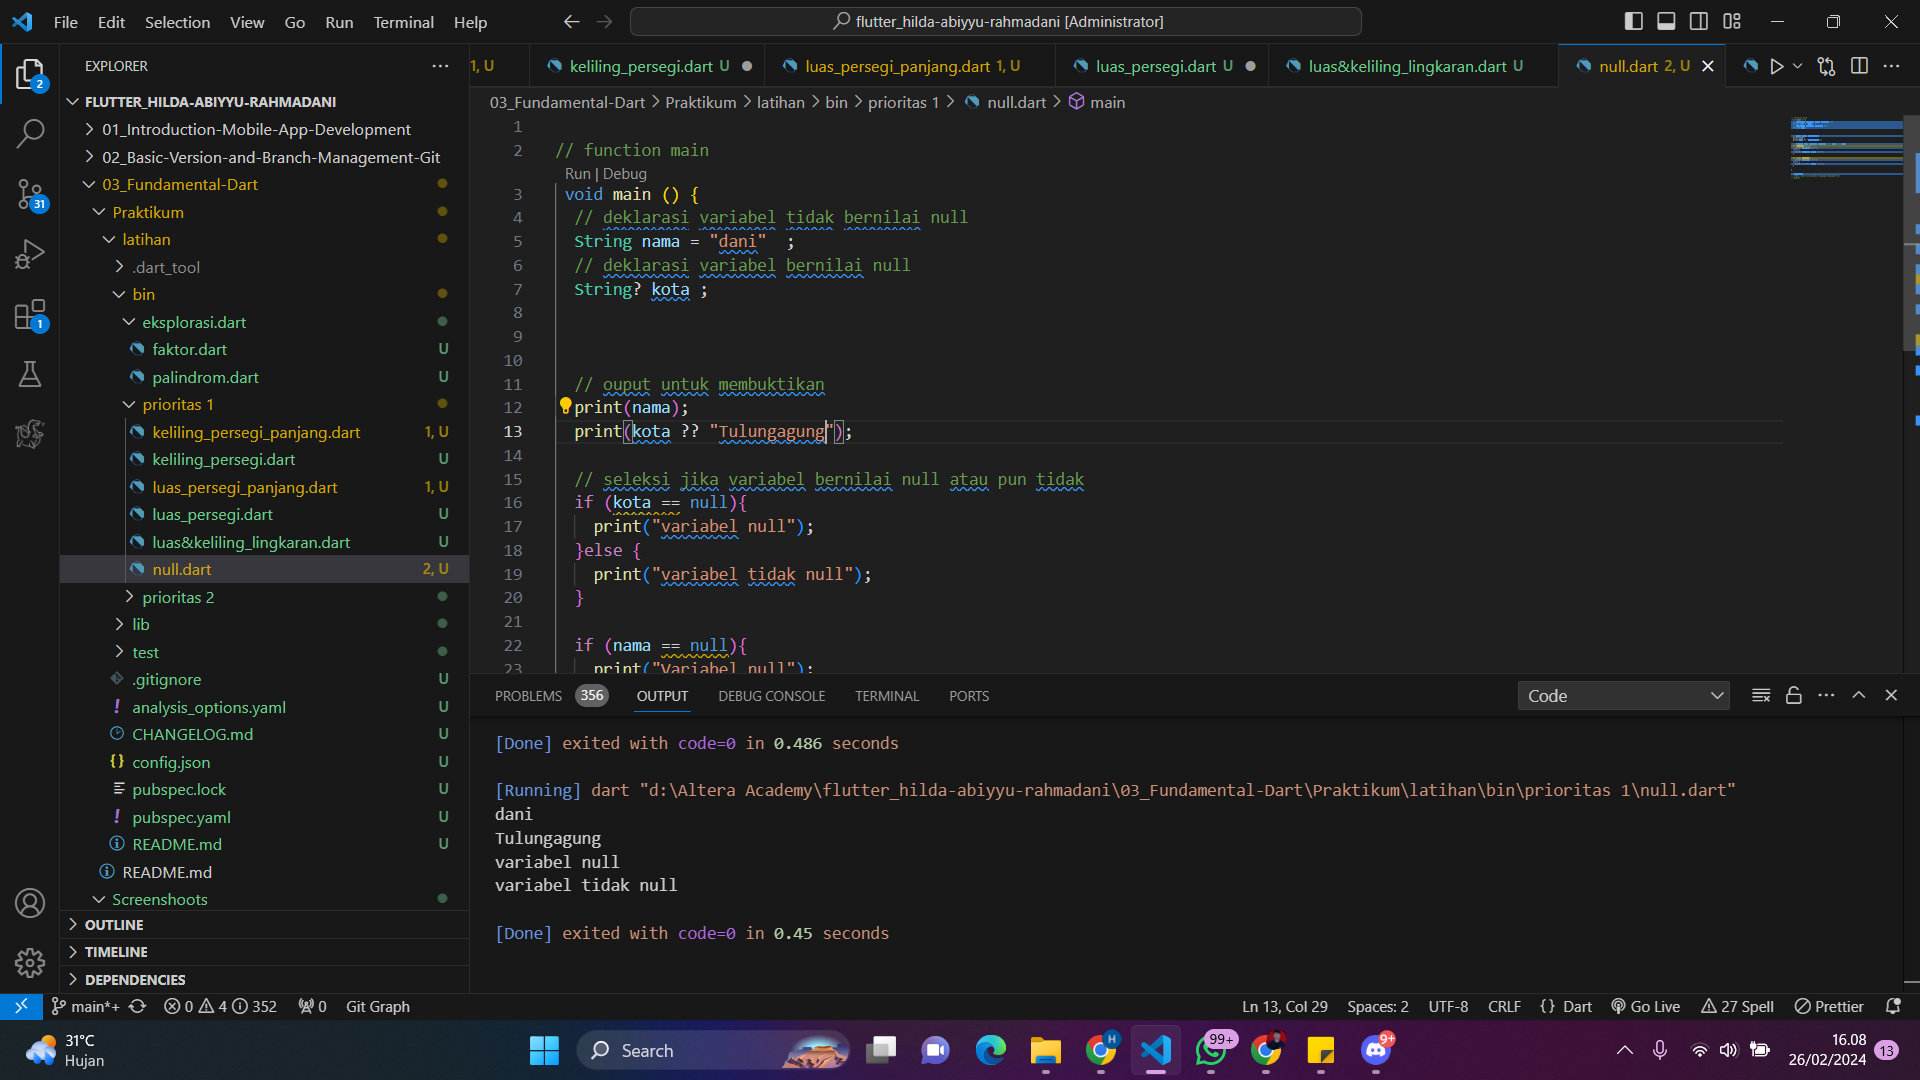 File Edit Selection View Go Run Terminal Help
flutter_hilda-abiyyu-rahmadani [Administrator]
EXPLORER
1, U
keliling_persegi.dart U
luas_persegi_panjang.dart 1, U
luas_persegi.dart U
luas&keliling_lingkaran.dart U
null.dart 2, U
03_Fundamental-Dart > Praktikum > latihan > bin > prioritas 1 > null.dart > main
2
31
1
FLUTTER_HILDA-ABIYYU-RAHMADANI
01_Introduction-Mobile-App-Development
02_Basic-Version-and-Branch-Management-Git
03_Fundamental-Dart
Praktikum
latihan
.dart_tool
bin
eksplorasi.dart
faktor.dart U
palindrom.dart U
prioritas 1
keliling_persegi_panjang.dart 1, U
keliling_persegi.dart U
luas_persegi_panjang.dart 1, U
luas_persegi.dart U
luas&keliling_lingkaran.dart U
null.dart 2, U
prioritas 2
lib
test
.gitignore U
analysis_options.yaml U
CHANGELOG.md U
config.json U
pubspec.lock U
pubspec.yaml U
README.md U
README.md
Screenshoots
OUTLINE
TIMELINE
DEPENDENCIES
1
2 // function main
Run | Debug
3 void main () {
4 // deklarasi variabel tidak bernilai null
5 String nama = "dani"  ;
6 // deklarasi variabel bernilai null
7 String? kota ;
8
9
10
11 // ouput untuk membuktikan
12 print(nama);
13 print(kota ?? "Tulungagung");
14
15 // seleksi jika variabel bernilai null atau pun tidak
16 if (kota == null){
17 print("variabel null");
18 }else {
19 print("variabel tidak null");
20 }
21
22 if (nama == null){
23 print("Variabel null");
PROBLEMS 356 OUTPUT DEBUG CONSOLE TERMINAL PORTS
Code
[Done] exited with code=0 in 0.486 seconds
[Running] dart "d:\Altera Academy\flutter_hilda-abiyyu-rahmadani\03_Fundamental-Dart\Praktikum\latihan\bin\prioritas 1\null.dart"
dani
Tulungagung
variabel null
variabel tidak null
[Done] exited with code=0 in 0.45 seconds
main*+ 0 4 352 0 Git Graph
Ln 13, Col 29 Spaces: 2 UTF-8 CRLF {} Dart Go Live 27 Spell Prettier
31°C
Hujan
Search
H
99+
9+
16.08
26/02/2024
13